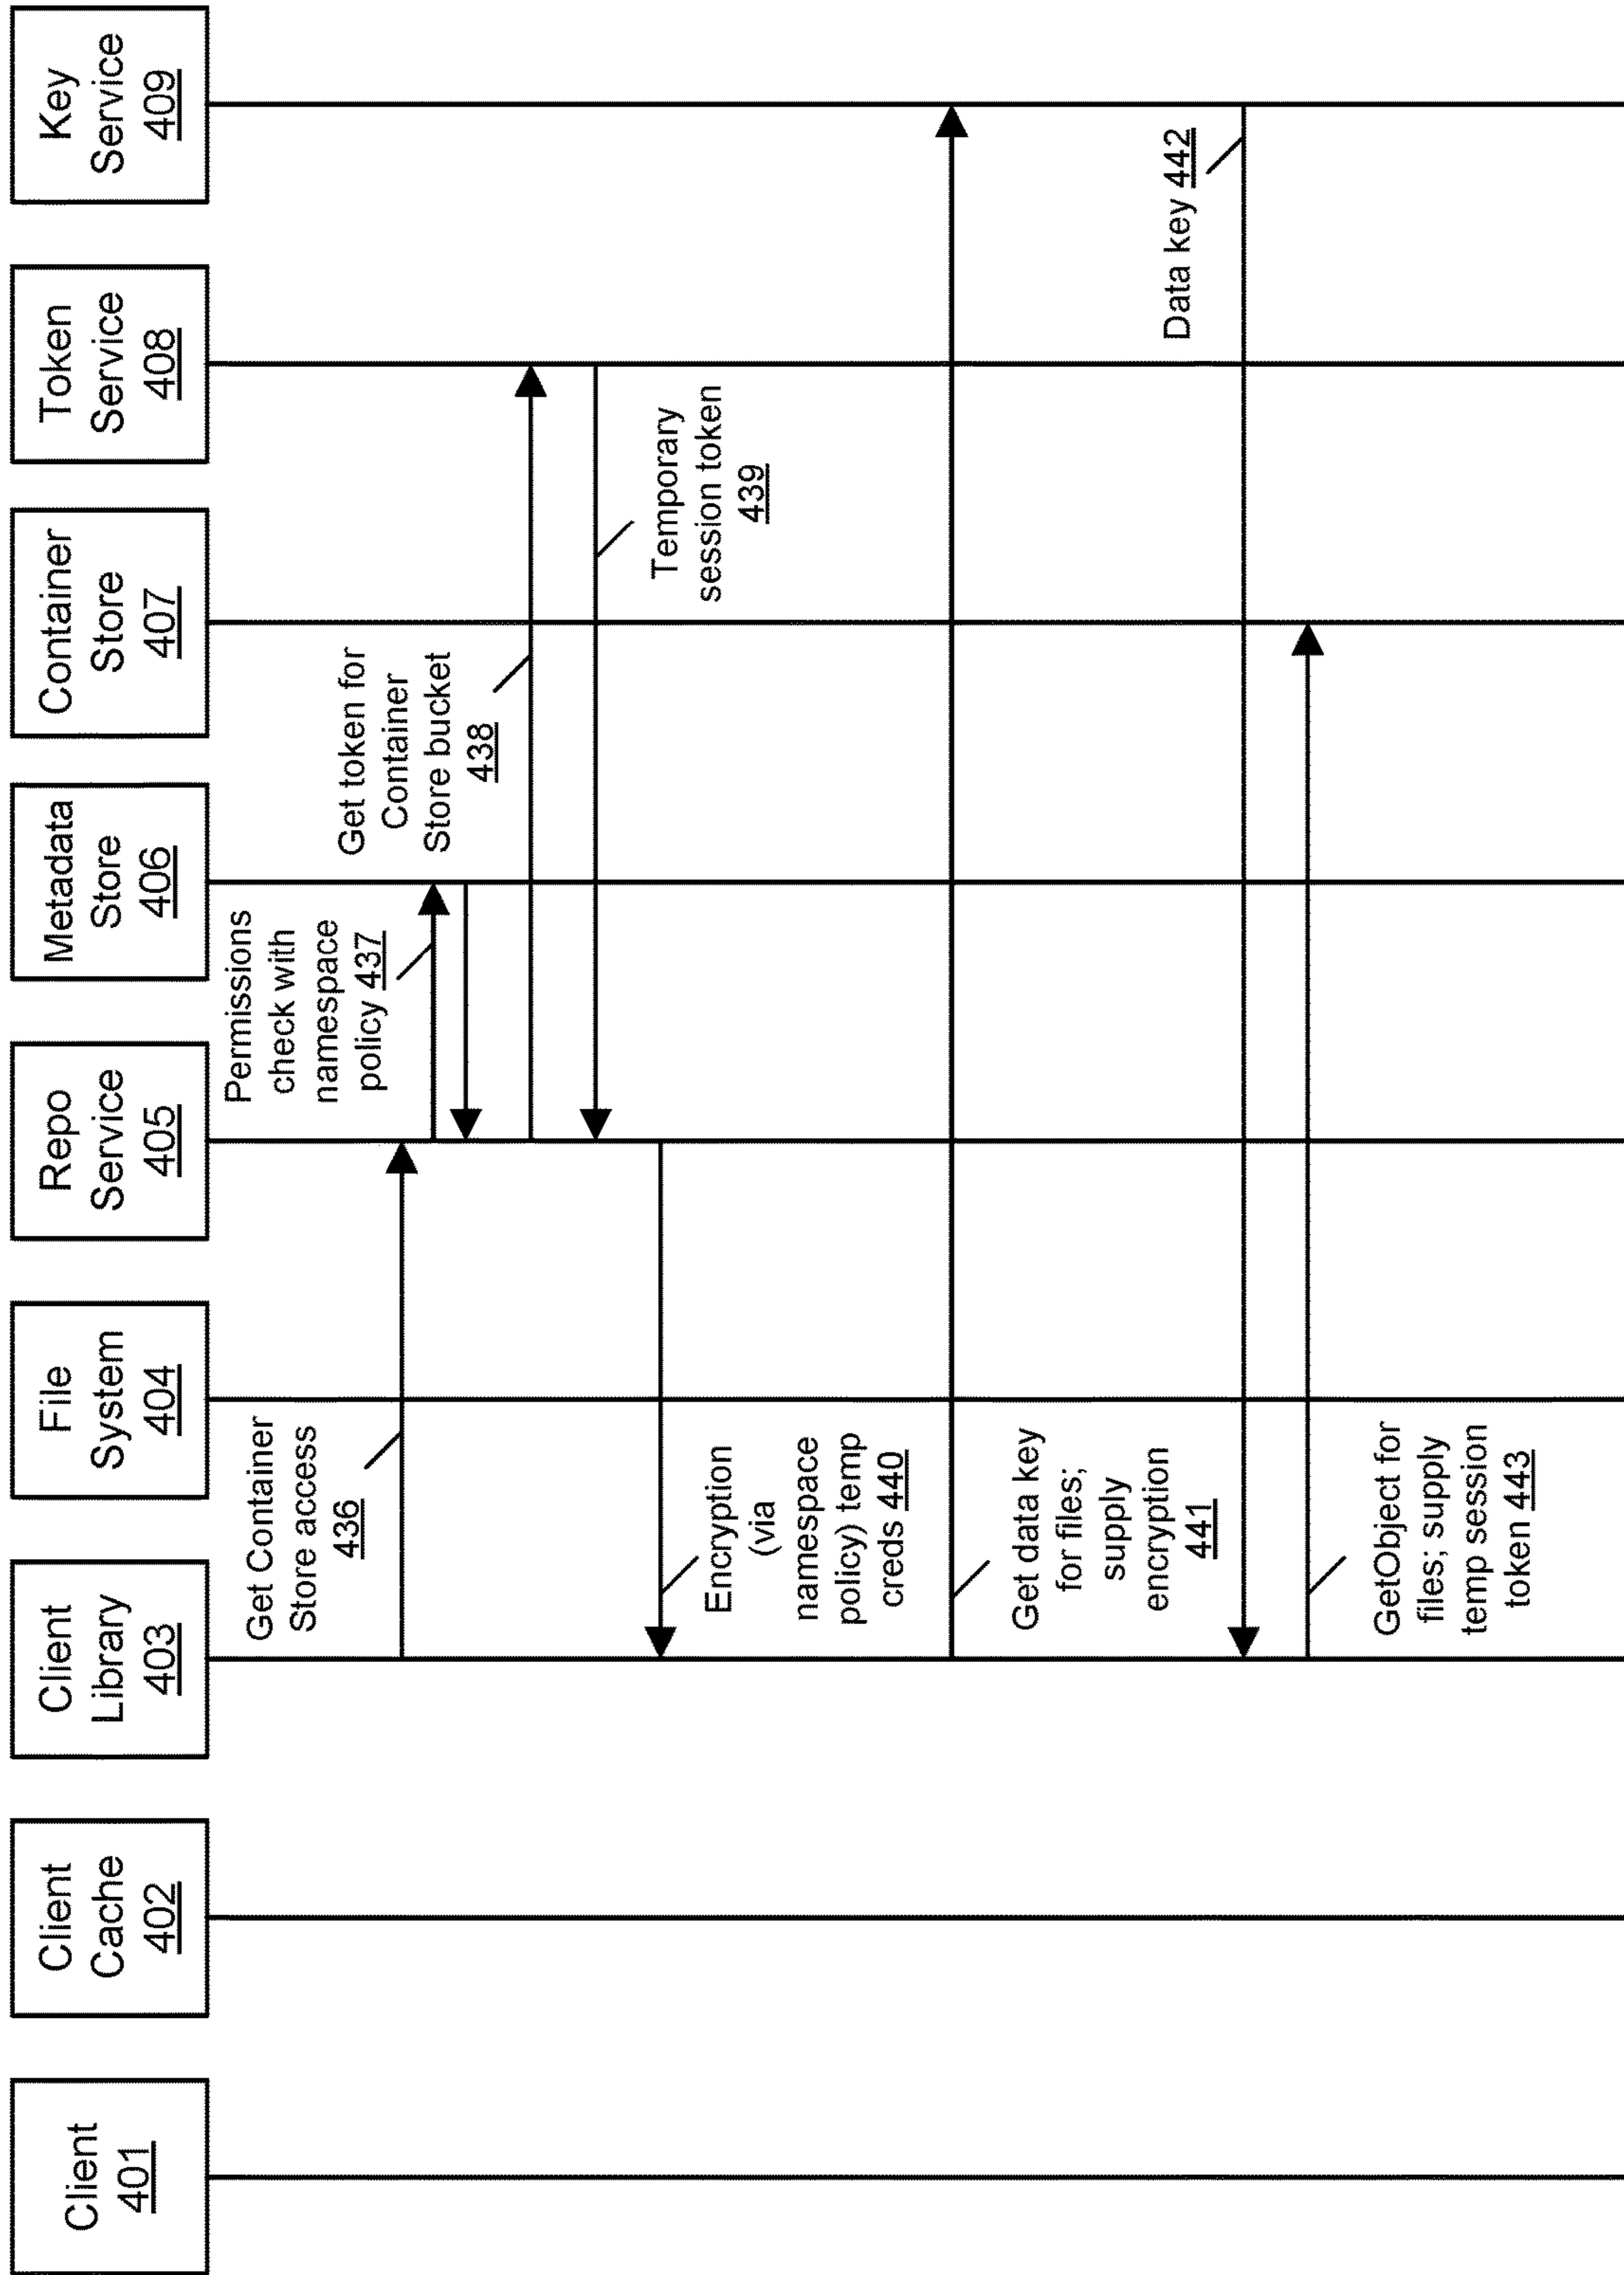 Client
401
Client
Cache
402
Client
Library
403
File
System
404
Repo
Service
405
Metadata
Store
406
Container
Store
407
Token
Service
408
Key
Service
409
Get Container
Store access
436
Permissions
check with
namespace
policy 437
Get token for
Container
Store bucket
438
Temporary
session token
439
Encryption
(via
namespace
policy) temp
creds 440
Get data key
for files;
supply
encryption
441
Data key 442
GetObject for
files; supply
temp session
token 443